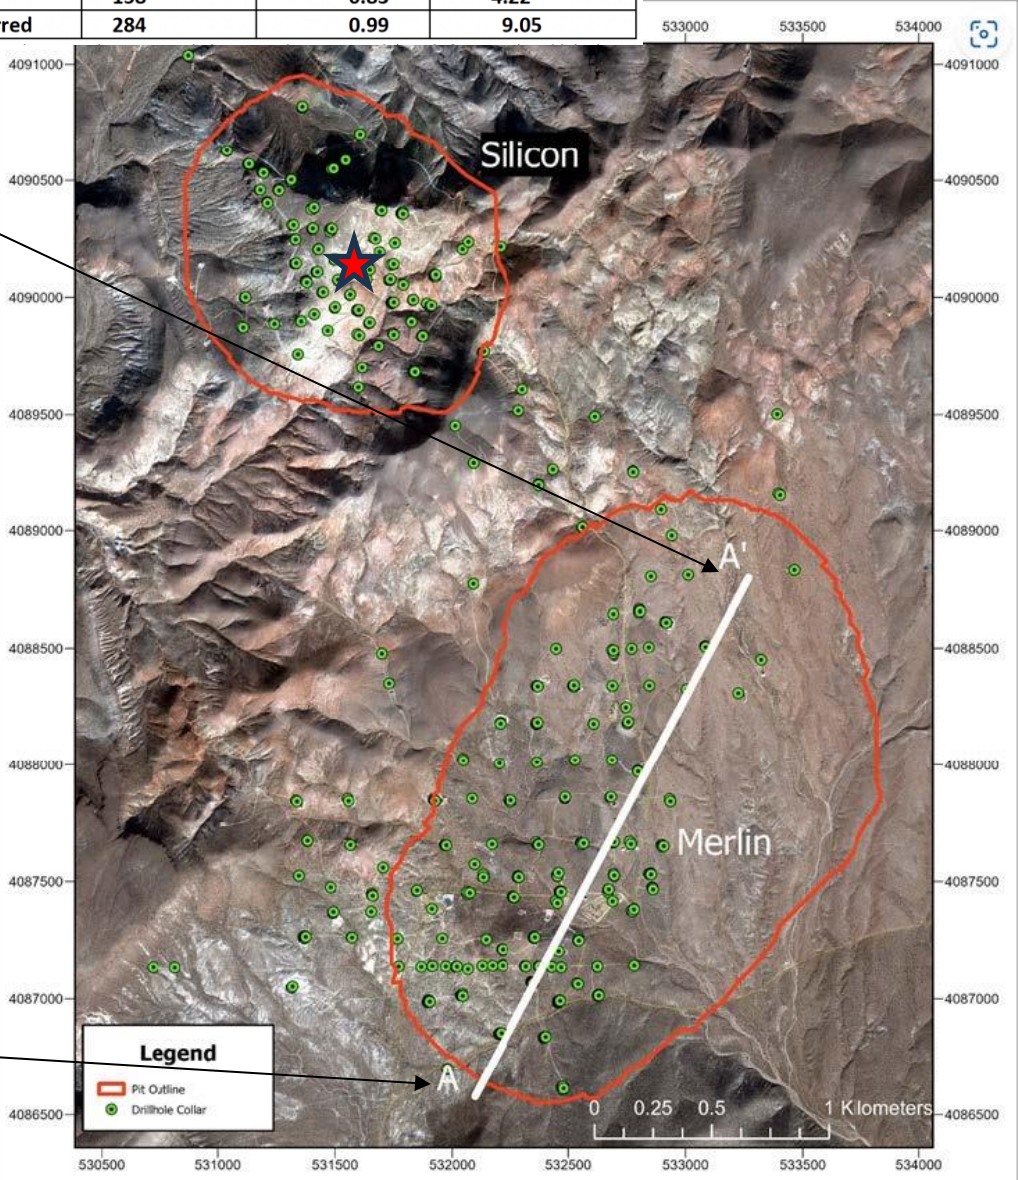 284 0.99 9.05
533000 533500 534000
4091000 4091000
Silicon
4090500 4090500
4090000 4090000
4089500 4089500
4089000 4089000
A'
4088500 4088500
4088000 4088000
Merlin
4087500 4087500
4087000 4087000
Legend
Pit Outline
Drillhole Collar
A
0 0.25 0.5 1 Kilometers
4086500 4086500
530500 531000 531500 532000 532500 533000 533500 534000